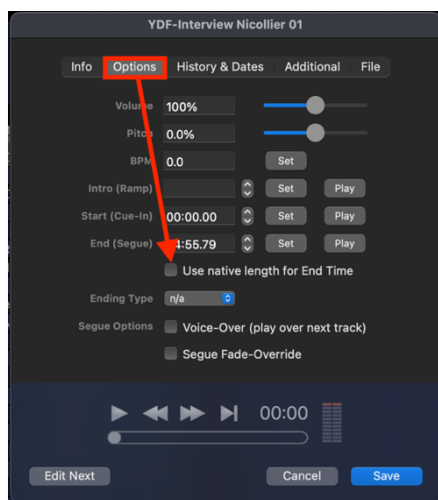 YDF-Interview Nicollier 01
Info Options History & Dates Additional File
Volume 100%
Pitch 0.0%
BPM 0.0 Set
Intro (Ramp) Set Play
Start (Cue-In) 00:00.00 Set Play
End (Segue) 4:55.79 Set Play
Use native length for End Time
Ending Type n/a
Segue Options Voice-Over (play over next track)
Segue Fade-Override
00:00
Edit Next Cancel Save